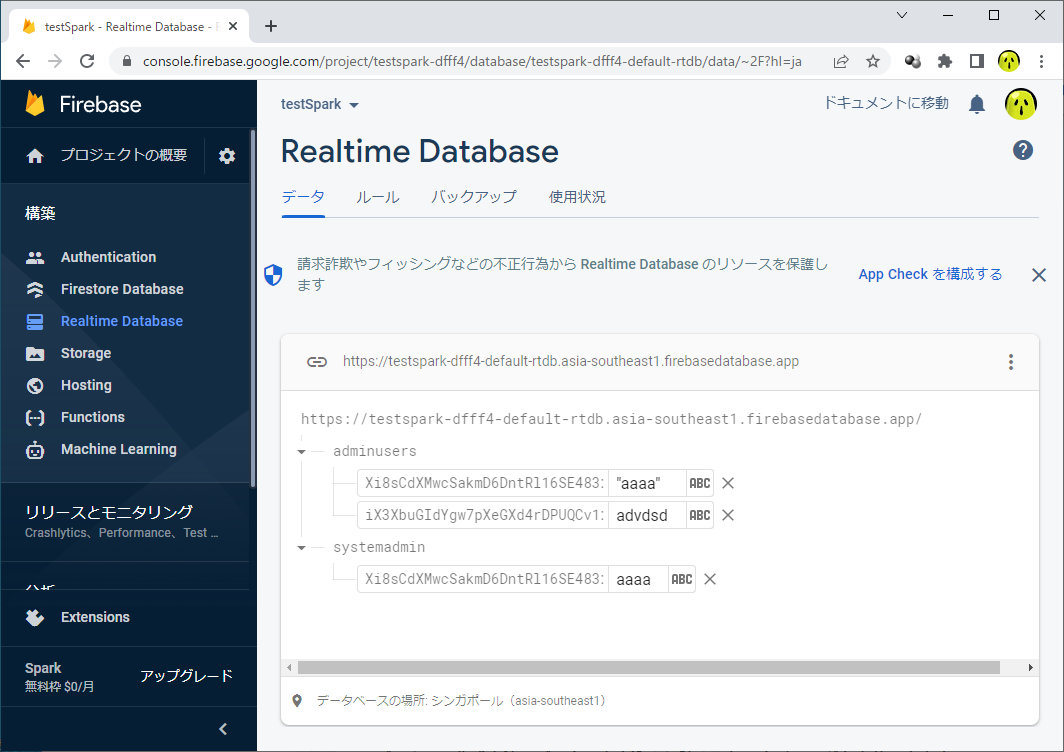 testSpark - Realtime Database - F
console.firebase.google.com/project/testspark-dfff4/database/testspark-dfff4-default-rtdb/data/~2F?hl=ja
Firebase
プロジェクトの概要
構築
Authentication
Firestore Database
Realtime Database
Storage
Hosting
Functions
Machine Learning
リリースとモニタリング
Crashlytics、Performance、Test ...
Extensions
Spark
無料枠 $0/月
アップグレード
testSpark
ドキュメントに移動
Realtime Database
データ
ルール
バックアップ
使用状況
請求詐欺やフィッシングなどの不正行為から Realtime Database のリソースを保護し
ます
App Check を構成する
https://testspark-dfff4-default-rtdb.asia-southeast1.firebasedatabase.app
https://testspark-dfff4-default-rtdb.asia-southeast1.firebasedatabase.app/
adminusers
Xi8sCdXMwcSakmD6DntRl16SE483: "aaaa" ABC
iX3XbuGIdYgw7pXeGXd4rDPUQCv1: advdsd ABC
systemadmin
Xi8sCdXMwcSakmD6DntRl16SE483: aaaa ABC
データベースの場所: シンガポール（asia-southeast1）